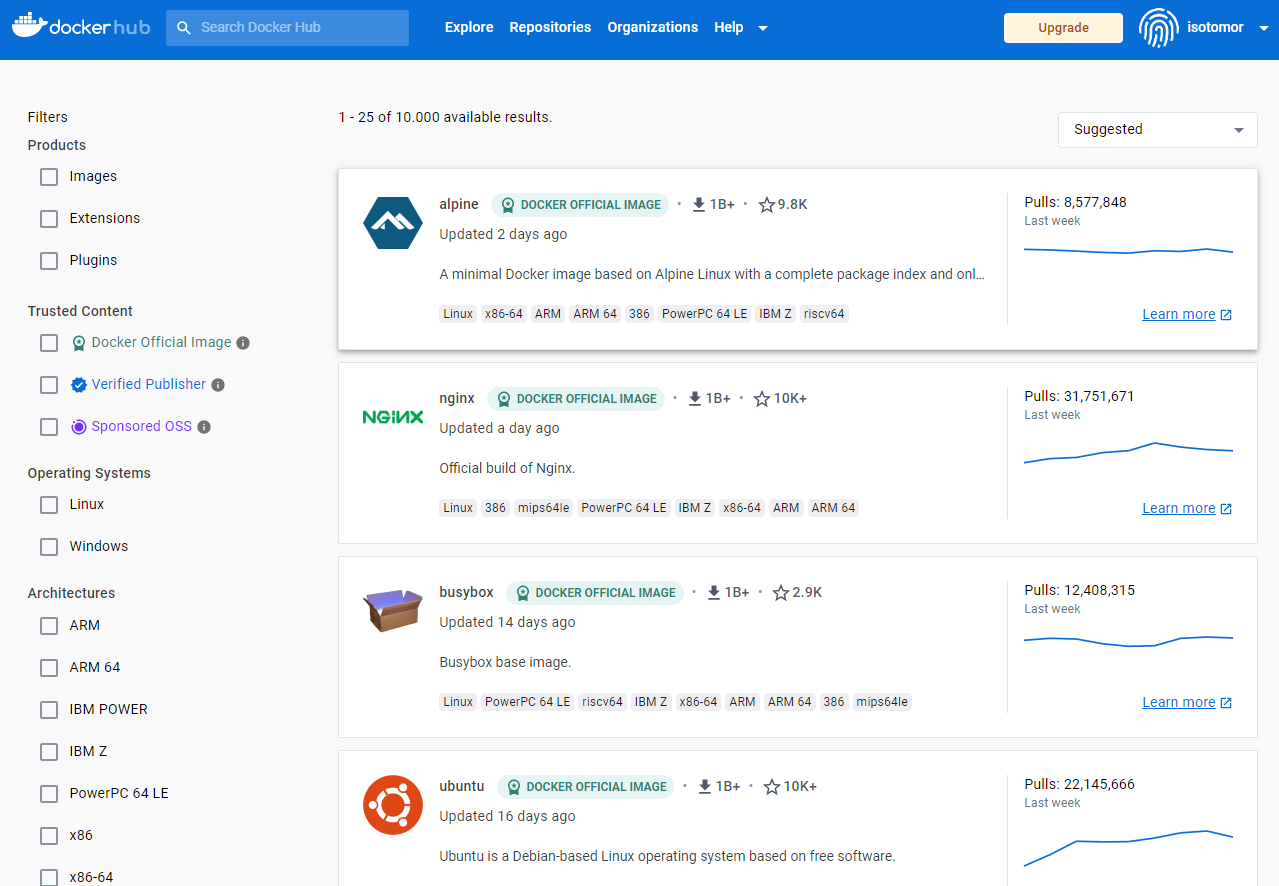 docker hub
Search Docker Hub
Explore Repositories Organizations Help
Upgrade
isotomor
Filters
Products
Images
Extensions
Plugins
Trusted Content
Docker Official Image
Verified Publisher
Sponsored OSS
Operating Systems
Linux
Windows
Architectures
ARM
ARM 64
IBM POWER
IBM Z
PowerPC 64 LE
x86
x86-64
1 - 25 of 10.000 available results.
Suggested
alpine DOCKER OFFICIAL IMAGE • 1B+ • 9.8K
Updated 2 days ago
A minimal Docker image based on Alpine Linux with a complete package index and onl...
Linux x86-64 ARM ARM 64 386 PowerPC 64 LE IBM Z riscv64
Pulls: 8,577,848
Last week
Learn more
NGINX
nginx DOCKER OFFICIAL IMAGE • 1B+ • 10K+
Updated a day ago
Official build of Nginx.
Linux 386 mips64le PowerPC 64 LE IBM Z x86-64 ARM ARM 64
Pulls: 31,751,671
Last week
Learn more
busybox DOCKER OFFICIAL IMAGE • 1B+ • 2.9K
Updated 14 days ago
Busybox base image.
Linux PowerPC 64 LE riscv64 IBM Z x86-64 ARM ARM 64 386 mips64le
Pulls: 12,408,315
Last week
Learn more
ubuntu DOCKER OFFICIAL IMAGE • 1B+ • 10K+
Updated 16 days ago
Ubuntu is a Debian-based Linux operating system based on free software.
Pulls: 22,145,666
Last week